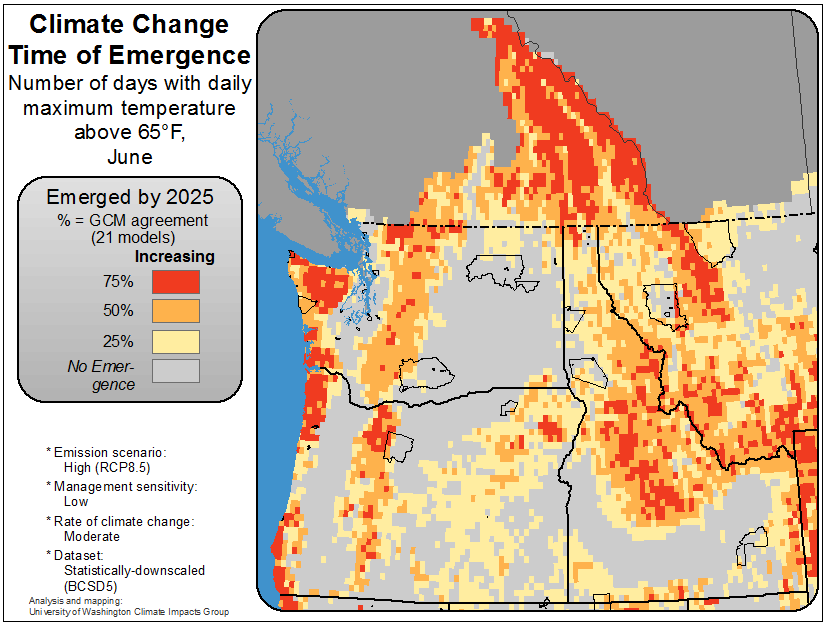 Climate Change
Time of Emergence
Number of days with daily
maximum temperature
above 65°F,
June
Emerged by 2025
% = GCM agreement
(21 models)
Increasing
75%
50%
25%
No Emer-
gence
* Emission scenario:
High (RCP8.5)
* Management sensitivity:
Low
* Rate of climate change:
Moderate
* Dataset:
Statistically-downscaled
(BCSD5)
Analysis and mapping:
University of Washington Climate Impacts Group